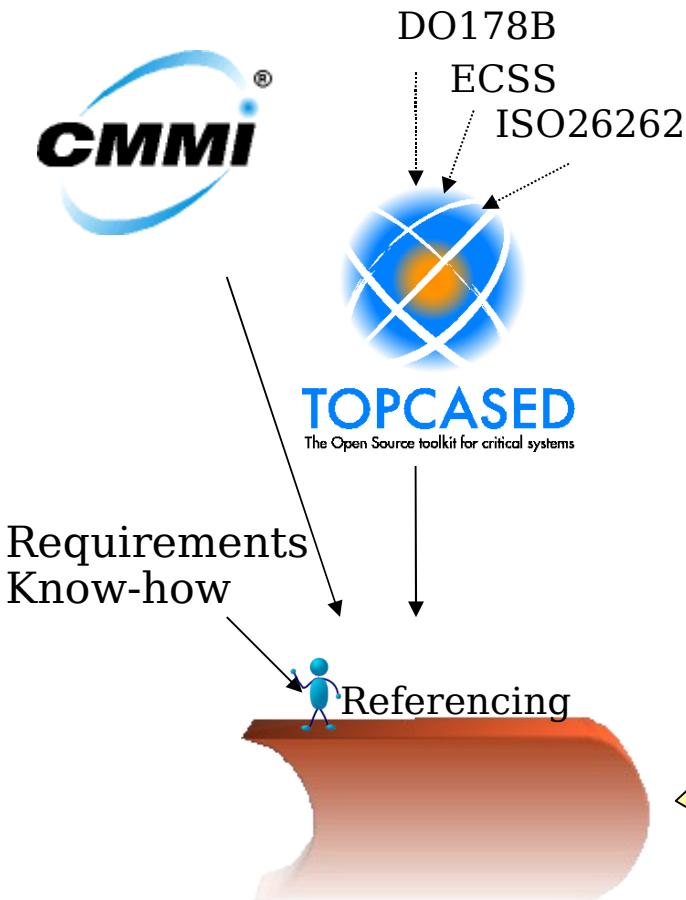 DO178B
ECSS
ISO26262
CMMI®
TOPCASED
The Open Source toolkit for critical systems
Requirements
Know-how
Referencing